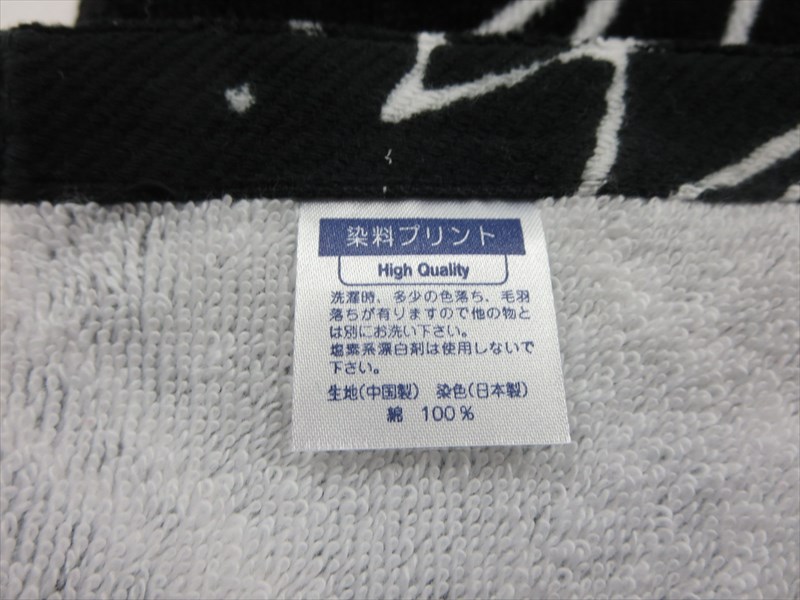 染料プリント
High Quality
洗濯時、多少の色落ち、毛羽
落ちが有りますので他の物と
は別にお洗い下さい。
塩素系漂白剤は使用しないで
下さい。
生地(中国製) 染色(日本製)
綿 100%